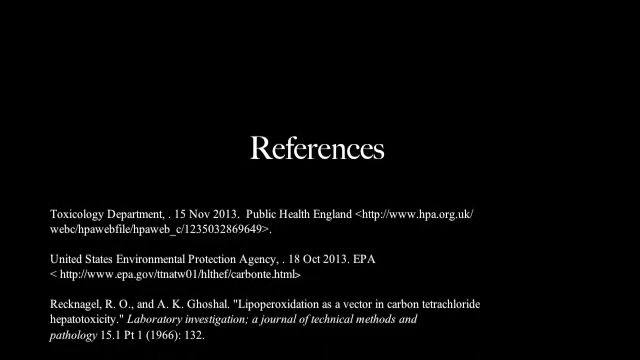 References
Toxicology Department, . 15 Nov 2013.  Public Health England <http://www.hpa.org.uk/
webc/hpawebfile/hpaweb_c/1235032869649>.
United States Environmental Protection Agency, . 18 Oct 2013. EPA
< http://www.epa.gov/ttnatw01/hlthef/carbonte.html>
Recknagel, R. O., and A. K. Ghoshal. "Lipoperoxidation as a vector in carbon tetrachloride
hepatotoxicity." Laboratory investigation; a journal of technical methods and
pathology 15.1 Pt 1 (1966): 132.